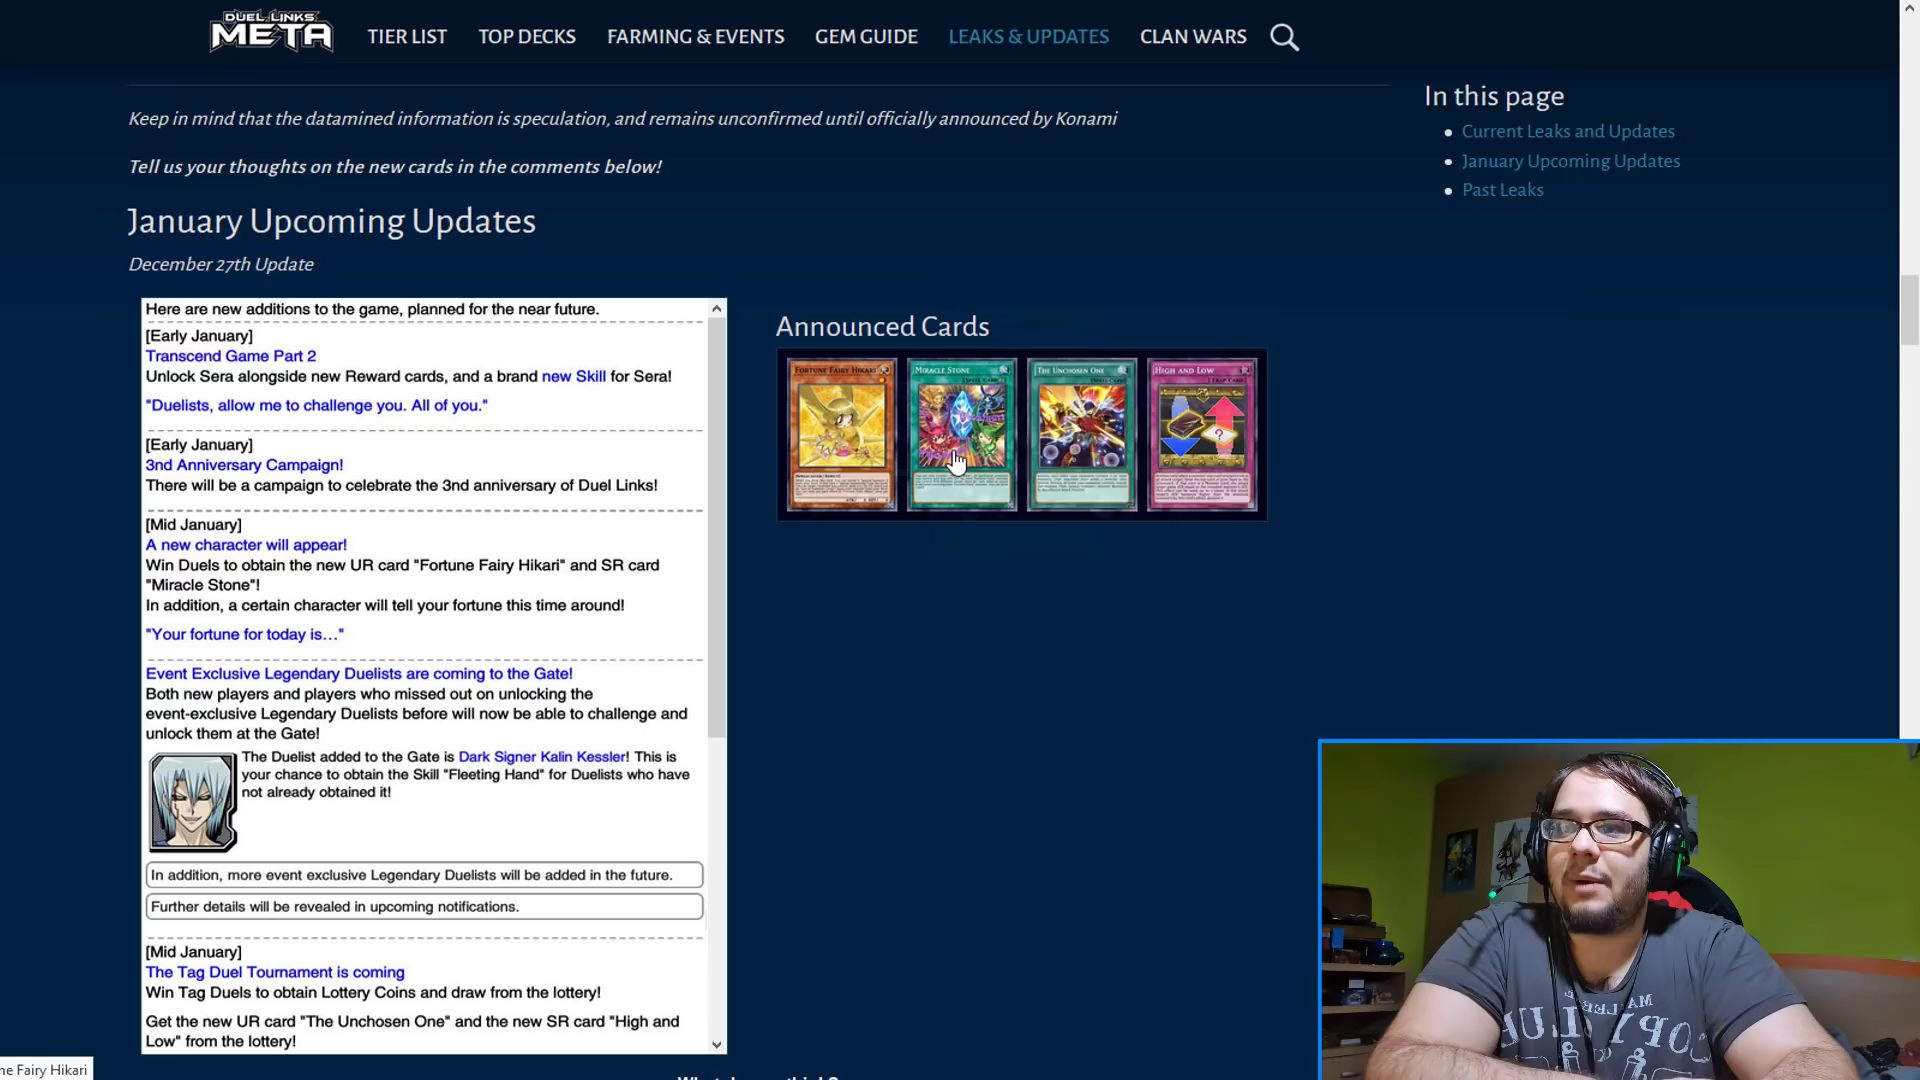 DUEL LINKS
META
TIER LIST
TOP DECKS
FARMING & EVENTS
GEM GUIDE
LEAKS & UPDATES
CLAN WARS
Keep in mind that the datamined information is speculation, and remains unconfirmed until officially announced by Konami
Tell us your thoughts on the new cards in the comments below!
In this page
Current Leaks and Updates
January Upcoming Updates
Past Leaks
January Upcoming Updates
December 27th Update
Here are new additions to the game, planned for the near future.
[Early January]
Transcend Game Part 2
Unlock Sera alongside new Reward cards, and a brand new Skill for Sera!
"Duelists, allow me to challenge you. All of you."
[Early January]
3nd Anniversary Campaign!
There will be a campaign to celebrate the 3nd anniversary of Duel Links!
[Mid January]
A new character will appear!
Win Duels to obtain the new UR card "Fortune Fairy Hikari" and SR card
"Miracle Stone"!
In addition, a certain character will tell your fortune this time around!
"Your fortune for today is..."
Event Exclusive Legendary Duelists are coming to the Gate!
Both new players and players who missed out on unlocking the
event-exclusive Legendary Duelists before will now be able to challenge and
unlock them at the Gate!
The Duelist added to the Gate is Dark Signer Kalin Kessler! This is
your chance to obtain the Skill "Fleeting Hand" for Duelists who have
not already obtained it!
In addition, more event exclusive Legendary Duelists will be added in the future.
Further details will be revealed in upcoming notifications.
[Mid January]
The Tag Duel Tournament is coming
Win Tag Duels to obtain Lottery Coins and draw from the lottery!
Get the new UR card "The Unchosen One" and the new SR card "High and
Low" from the lottery!
Announced Cards
Fortune Fairy Hikari
Miracle Stone
The Unchosen One
High and Low
ne Fairy Hikari